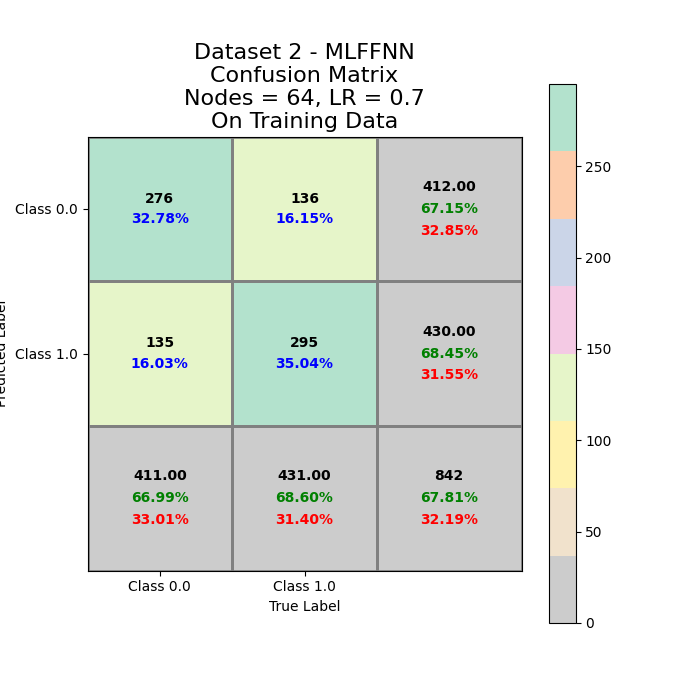 Dataset 2 - MLFFNN
Confusion Matrix
Nodes = 64, LR = 0.7
On Training Data
Class 0.0
276
32.78%
136
16.15%
412.00
67.15%
32.85%
Class 1.0
135
16.03%
295
35.04%
430.00
68.45%
31.55%
411.00
66.99%
33.01%
431.00
68.60%
31.40%
842
67.81%
32.19%
Class 0.0
Class 1.0
True Label
Predicted Label
250
200
150
100
50
0